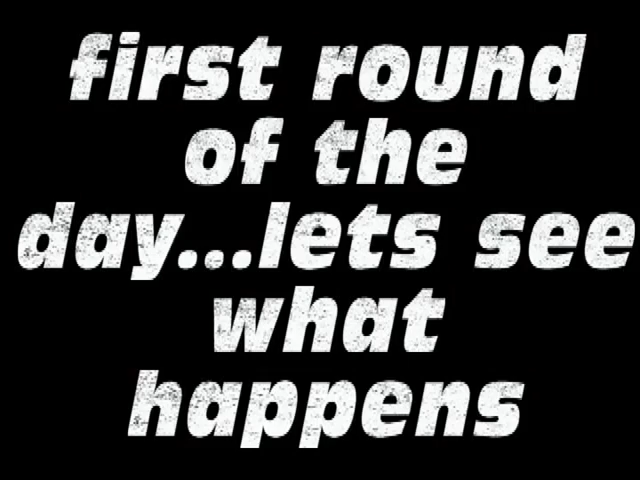 first round
of the
day...lets see
what
happens